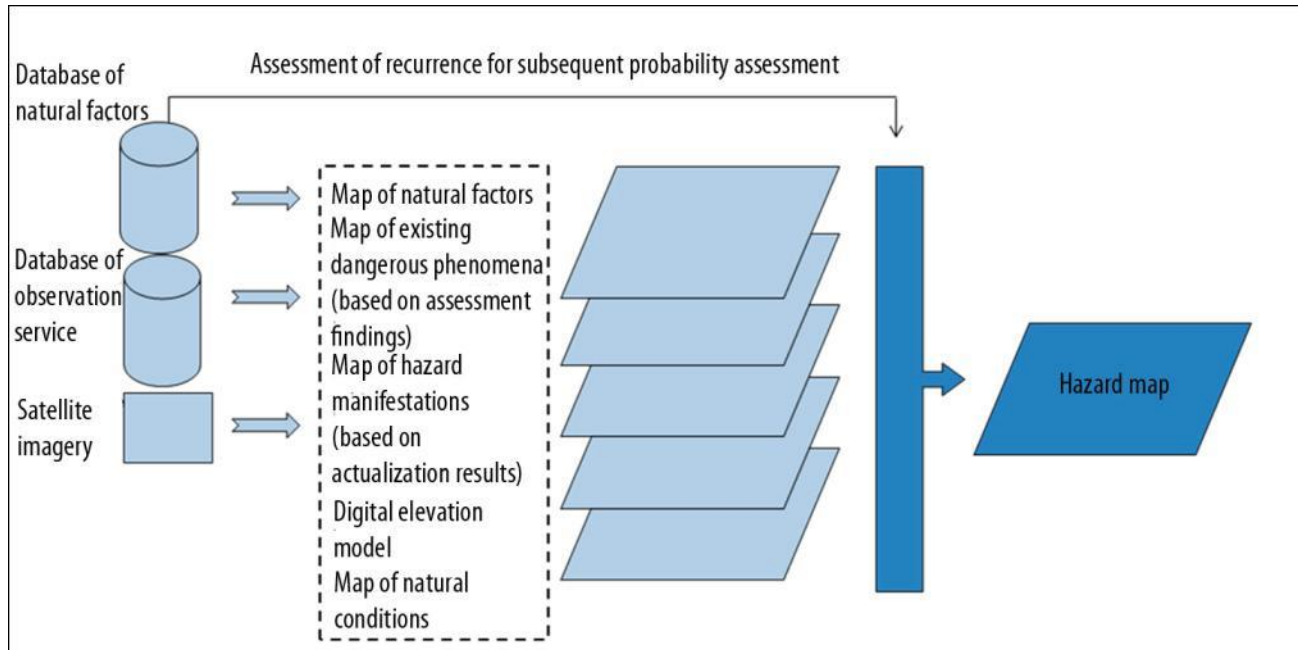 Assessment of recurrence for subsequent probability assessment
Database of
natural factors
Database of
observation
service
Satellite
imagery
Map of natural factors
Map of existing
dangerous phenomena
(based on assessment
findings)
Map of hazard
manifestations
(based on
actualization results)
Digital elevation
model
Map of natural
conditions
Hazard map